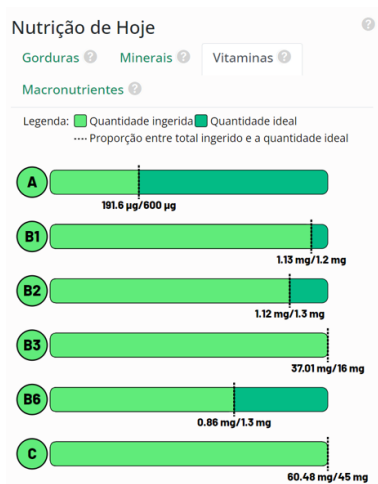 Nutrição de Hoje ?
Gorduras ? Minerais ? Vitaminas ?
Macronutrientes ?
Legenda: Quantidade ingerida Quantidade ideal
Proporção entre total ingerido e a quantidade ideal
A
191.6 μg/600 μg
B1
1.13 mg/1.2 mg
B2
1.12 mg/1.3 mg
B3
37.01 mg/16 mg
B6
0.86 mg/1.3 mg
C
60.48 mg/45 mg